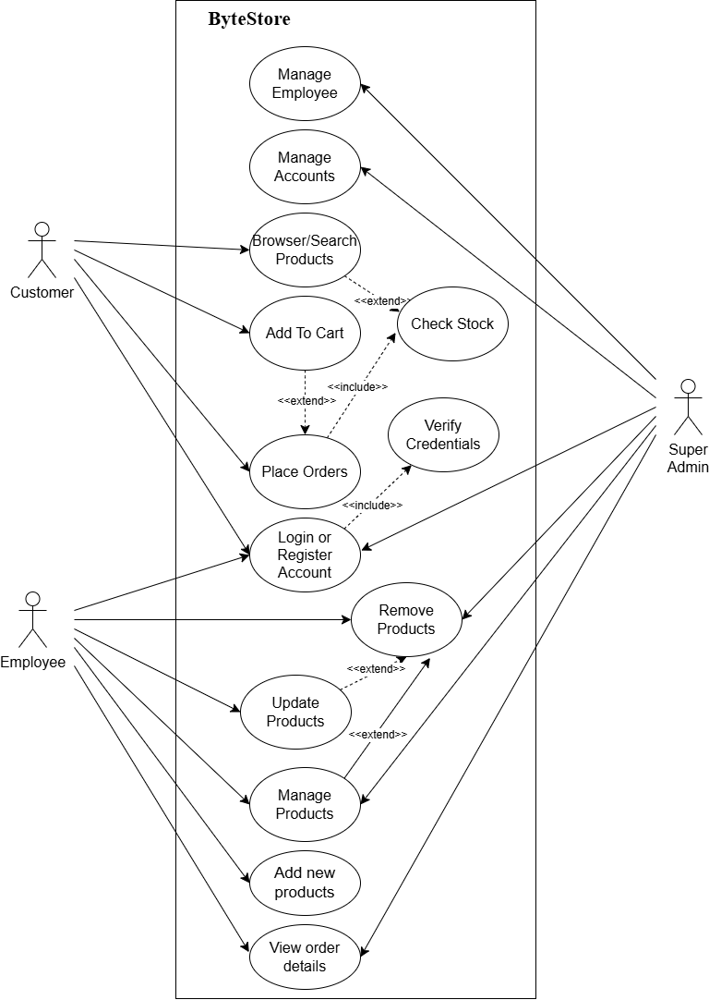 ByteStore
Manage
Employee
Manage
Accounts
Browser/Search
Products
Customer
<<extend>>
Add To Cart
Check Stock
<<include>>
<<extend>>
Verify
Credentials
Super
Admin
Place Orders
<<include>>
Login or
Register
Account
Remove
Products
Employee
<<extend>>
Update
Products
<<extend>>
Manage
Products
Add new
products
View order
details